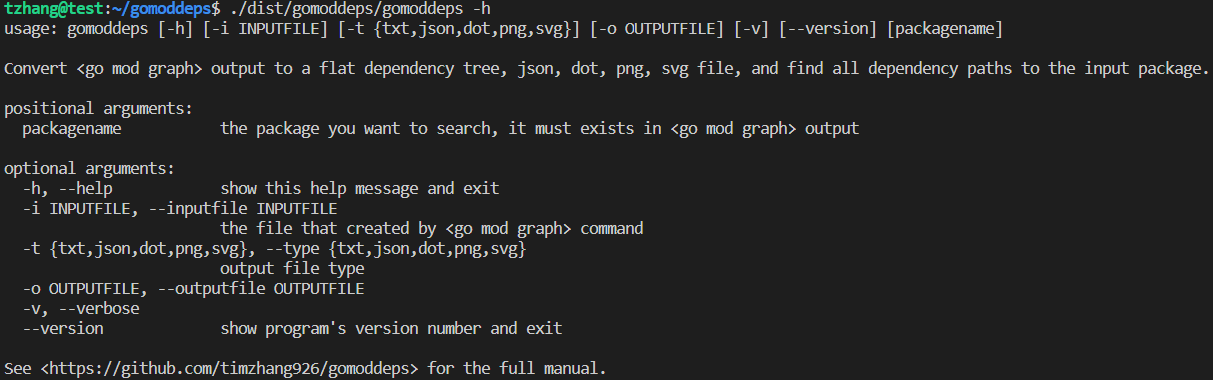 tzhang@test:~/gomoddeps$ ./dist/gomoddeps/gomoddeps -h
usage: gomoddeps [-h] [-i INPUTFILE] [-t {txt,json,dot,png,svg}] [-o OUTPUTFILE] [-v] [--version] [packagename]

Convert <go mod graph> output to a flat dependency tree, json, dot, png, svg file, and find all dependency paths to the input package.

positional arguments:
  packagename           the package you want to search, it must exists in <go mod graph> output

optional arguments:
  -h, --help            show this help message and exit
  -i INPUTFILE, --inputfile INPUTFILE
                        the file that created by <go mod graph> command
  -t {txt,json,dot,png,svg}, --type {txt,json,dot,png,svg}
                        output file type
  -o OUTPUTFILE, --outputfile OUTPUTFILE
  -v, --verbose
  --version             show program's version number and exit

See <https://github.com/timzhang926/gomoddeps> for the full manual.